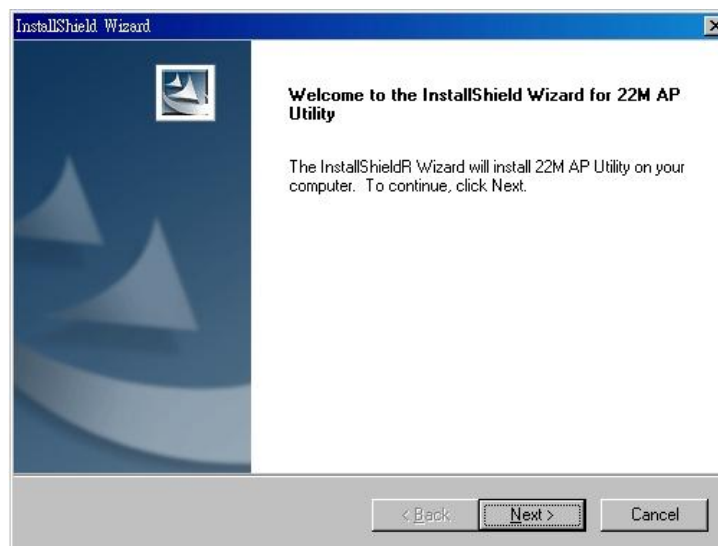 InstallShield Wizard
Welcome to the InstallShield Wizard for 22M AP
Utility
The InstallShieldR Wizard will install 22M AP Utility on your
computer. To continue, click Next.
< Back
Next >
Cancel